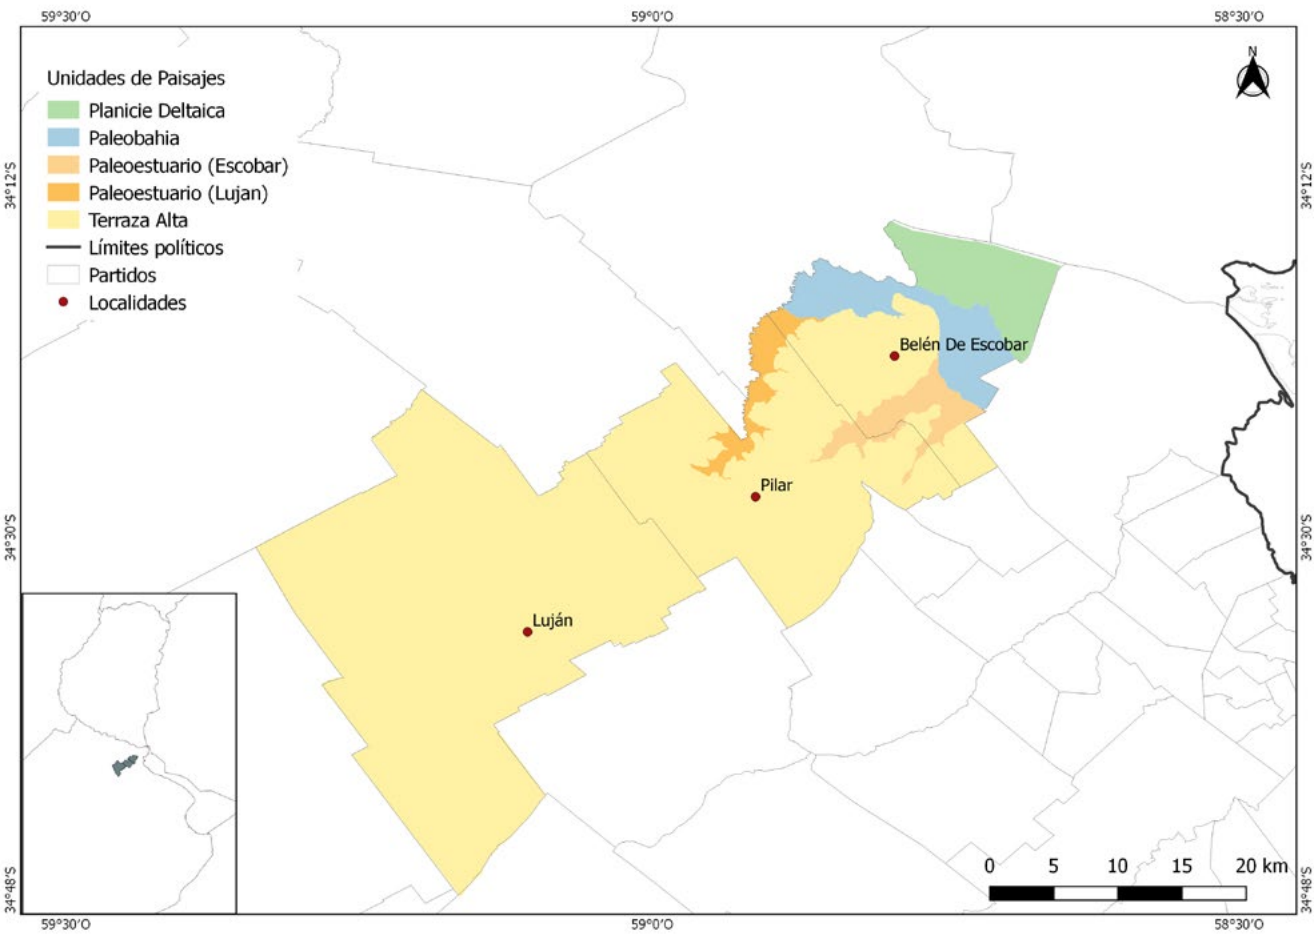 59°30'O
59°0'O
58°30'O
N
Unidades de Paisajes
Planicie Deltaica
Paleobahia
Paleoestuario (Escobar)
Paleoestuario (Lujan)
Terraza Alta
Límites políticos
Partidos
Localidades
34°12'S
34°12'S
Belén De Escobar
Pilar
34°30'S
34°30'S
Luján
0 5 10 15 20 km
34°48'S
34°48'S
59°30'O
59°0'O
58°30'O